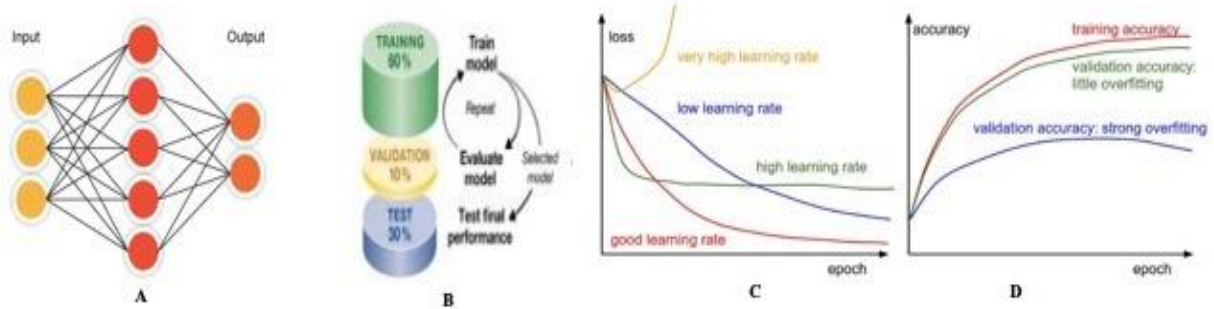 Input
Output
A
TRAINING
60%
VALIDATION
10%
TEST
30%
Train
model
Repeat
Evaluate
model
Selected
model
Test final
performance
B
loss
very high learning rate
low learning rate
high learning rate
good learning rate
epoch
C
accuracy
training accuracy
validation accuracy:
little overfitting
validation accuracy: strong overfitting
epoch
D